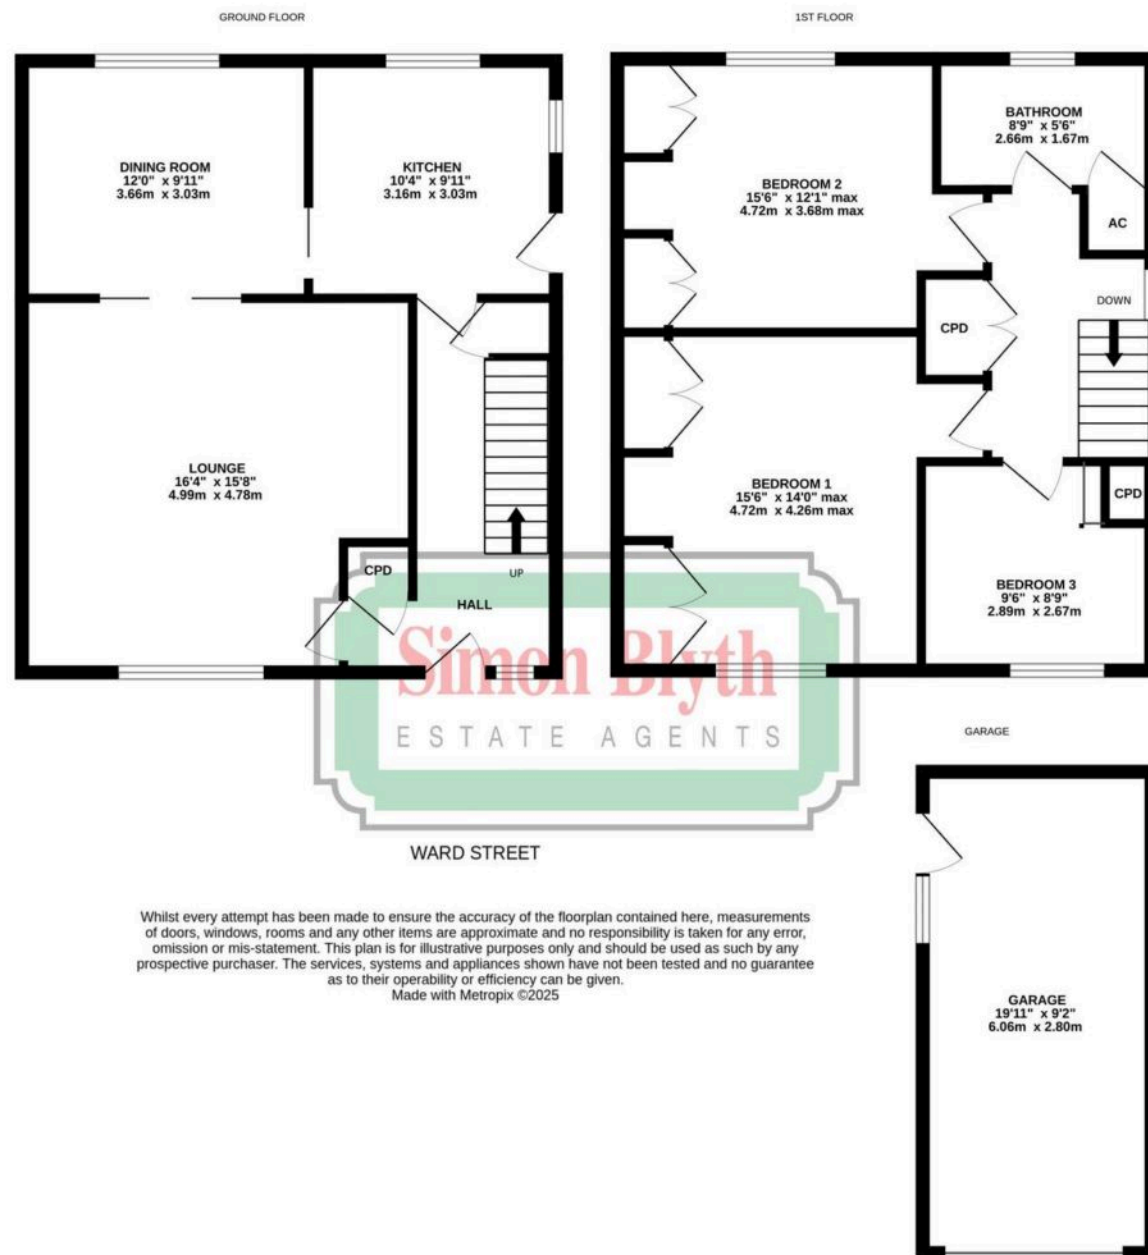 GROUND FLOOR
DINING ROOM
12'0" x 9'11"
3.66m x 3.03m
KITCHEN
10'4" x 9'11"
3.16m x 3.03m
LOUNGE
16'4" x 15'8"
4.99m x 4.78m
CPD
UP
HALL
1ST FLOOR
BATHROOM
8'9" x 5'6"
2.66m x 1.67m
BEDROOM 2
15'6" x 12'1" max
4.72m x 3.68m max
AC
DOWN
CPD
BEDROOM 1
15'6" x 14'0" max
4.72m x 4.26m max
CPD
BEDROOM 3
9'6" x 8'9"
2.89m x 2.67m
Simon Blyth
ESTATE AGENTS
GARAGE
GARAGE
19'11" x 9'2"
6.06m x 2.80m
WARD STREET
Whilst every attempt has been made to ensure the accuracy of the floorplan contained here, measurements
of doors, windows, rooms and any other items are approximate and no responsibility is taken for any error,
omission or mis-statement. This plan is for illustrative purposes only and should be used as such by any
prospective purchaser. The services, systems and appliances shown have not been tested and no guarantee
as to their operability or efficiency can be given.
Made with Metropix ©2025